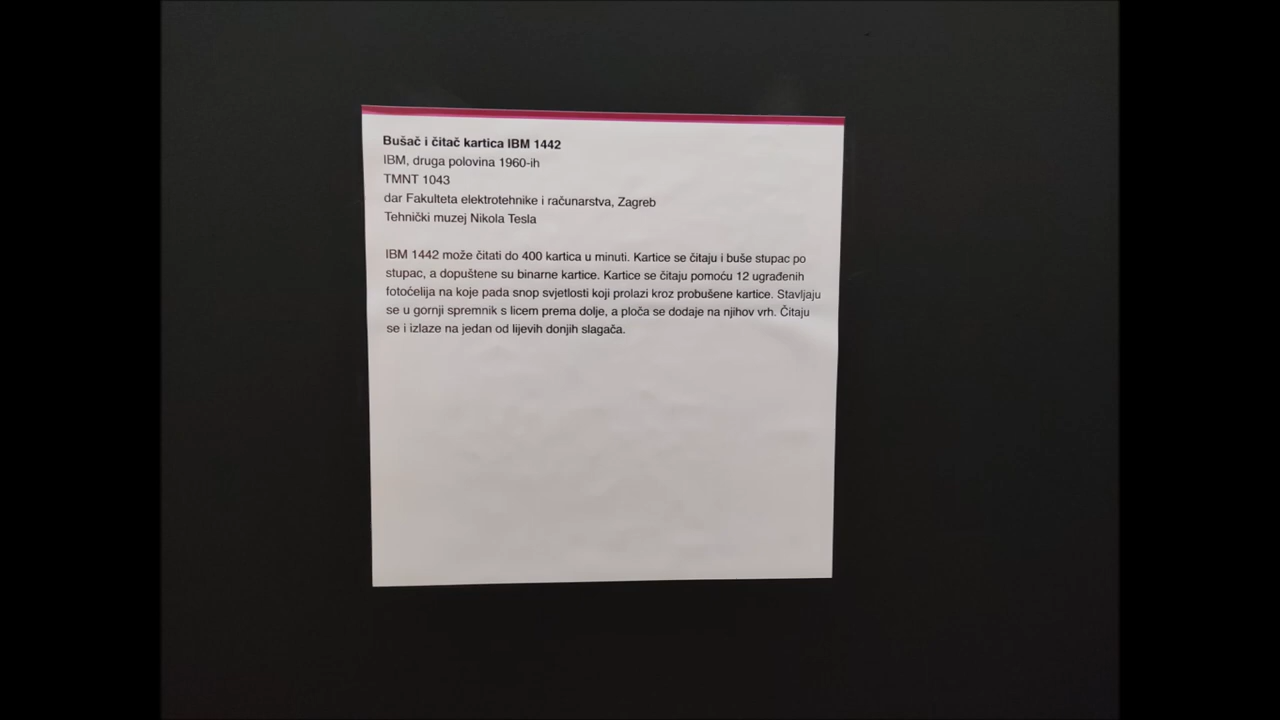 Bušač i čitač kartica IBM 1442
IBM, druga polovina 1960-ih
TMNT 1043
dar Fakulteta elektrotehnike i računarstva, Zagreb
Tehnički muzej Nikola Tesla
IBM 1442 može čitati do 400 kartica u minuti. Kartice se čitaju i buše stupac po
stupac, a dopuštene su binarne kartice. Kartice se čitaju pomoću 12 ugrađenih
fotoćelija na koje pada snop svjetlosti koji prolazi kroz probušene kartice. Stavljaju
se u gornji spremnik s licem prema dolje, a ploča se dodaje na njihov vrh. Čitaju
se i izlaze na jedan od lijevih donjih slagača.